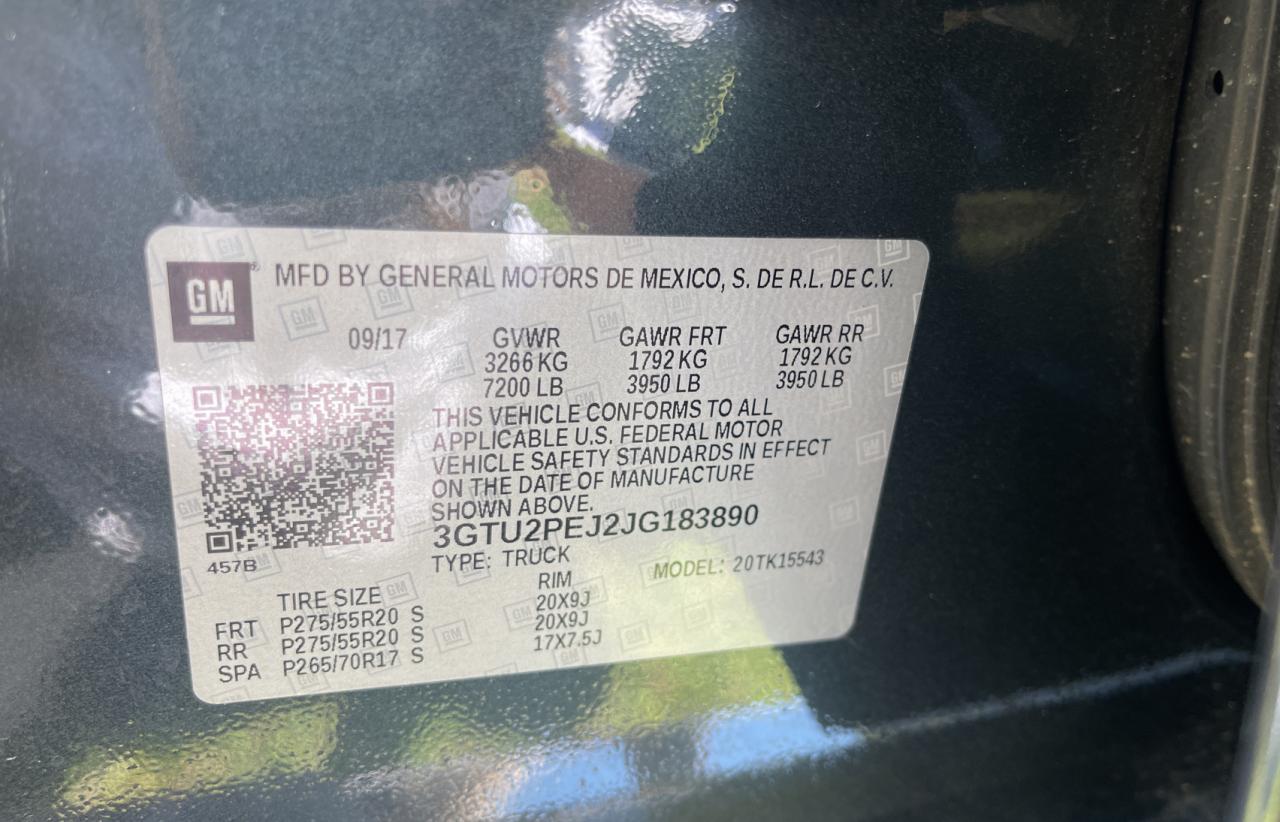 GM
MFD BY GENERAL MOTORS DE MEXICO, S. DE R.L. DE C.V.
09/17 GVWR GAWR FRT GAWR RR
3266 KG 1792 KG 1792 KG
7200 LB 3950 LB 3950 LB
THIS VEHICLE CONFORMS TO ALL
APPLICABLE U.S. FEDERAL MOTOR
VEHICLE SAFETY STANDARDS IN EFFECT
ON THE DATE OF MANUFACTURE
SHOWN ABOVE.
3GTU2PEJ2JG183890
457B
TYPE: TRUCK MODEL: 20TK15543
TIRE SIZE RIM
FRT P275/55R20 S 20X9J
RR P275/55R20 S 20X9J
SPA P265/70R17 S 17X7.5J